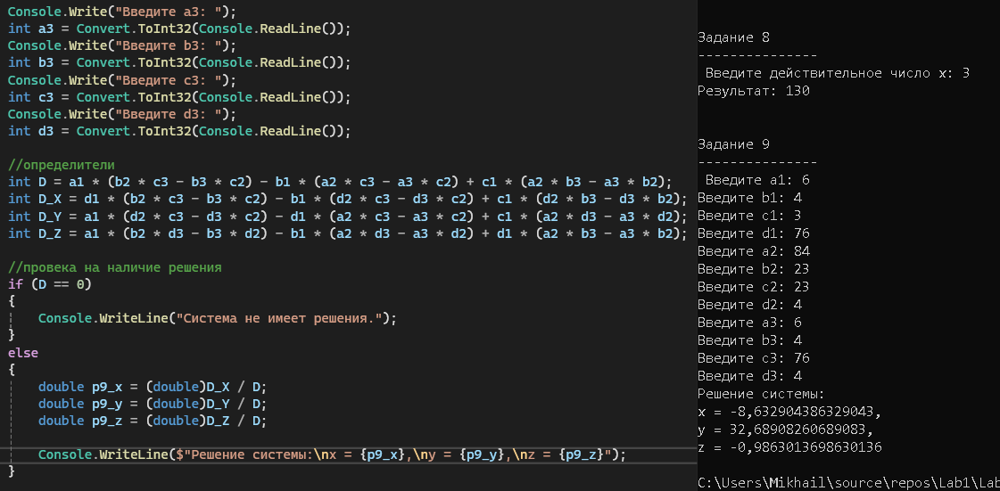 Console.Write("Введите a3: ");
int a3 = Convert.ToInt32(Console.ReadLine());
Console.Write("Введите b3: ");
int b3 = Convert.ToInt32(Console.ReadLine());
Console.Write("Введите c3: ");
int c3 = Convert.ToInt32(Console.ReadLine());
Console.Write("Введите d3: ");
int d3 = Convert.ToInt32(Console.ReadLine());
//определители
int D = a1 * (b2 * c3 - b3 * c2) - b1 * (a2 * c3 - a3 * c2) + c1 * (a2 * b3 - a3 * b2);
int D_X = d1 * (b2 * c3 - b3 * c2) - b1 * (d2 * c3 - d3 * c2) + c1 * (d2 * b3 - d3 * b2);
int D_Y = a1 * (d2 * c3 - d3 * c2) - d1 * (a2 * c3 - a3 * c2) + c1 * (a2 * d3 - a3 * d2);
int D_Z = a1 * (b2 * d3 - b3 * d2) - b1 * (a2 * d3 - a3 * d2) + d1 * (a2 * b3 - a3 * b2);
//провека на наличие решения
if (D == 0)
{
Console.WriteLine("Система не имеет решения.");
}
else
{
double p9_x = (double)D_X / D;
double p9_y = (double)D_Y / D;
double p9_z = (double)D_Z / D;
Console.WriteLine($"Решение системы:\nx = {p9_x},\ny = {p9_y},\nz = {p9_z}");
}
Задание 8
---------------
Введите действительное число x: 3
Результат: 130
Задание 9
---------------
Введите a1: 6
Введите b1: 4
Введите c1: 3
Введите d1: 76
Введите a2: 84
Введите b2: 23
Введите c2: 23
Введите d2: 4
Введите a3: 6
Введите b3: 4
Введите c3: 76
Введите d3: 4
Решение системы:
x = -8,632904386329043,
y = 32,68908260689083,
z = -0,9863013698630136
C:\Users\Mikhail\source\repos\Lab1\Lab